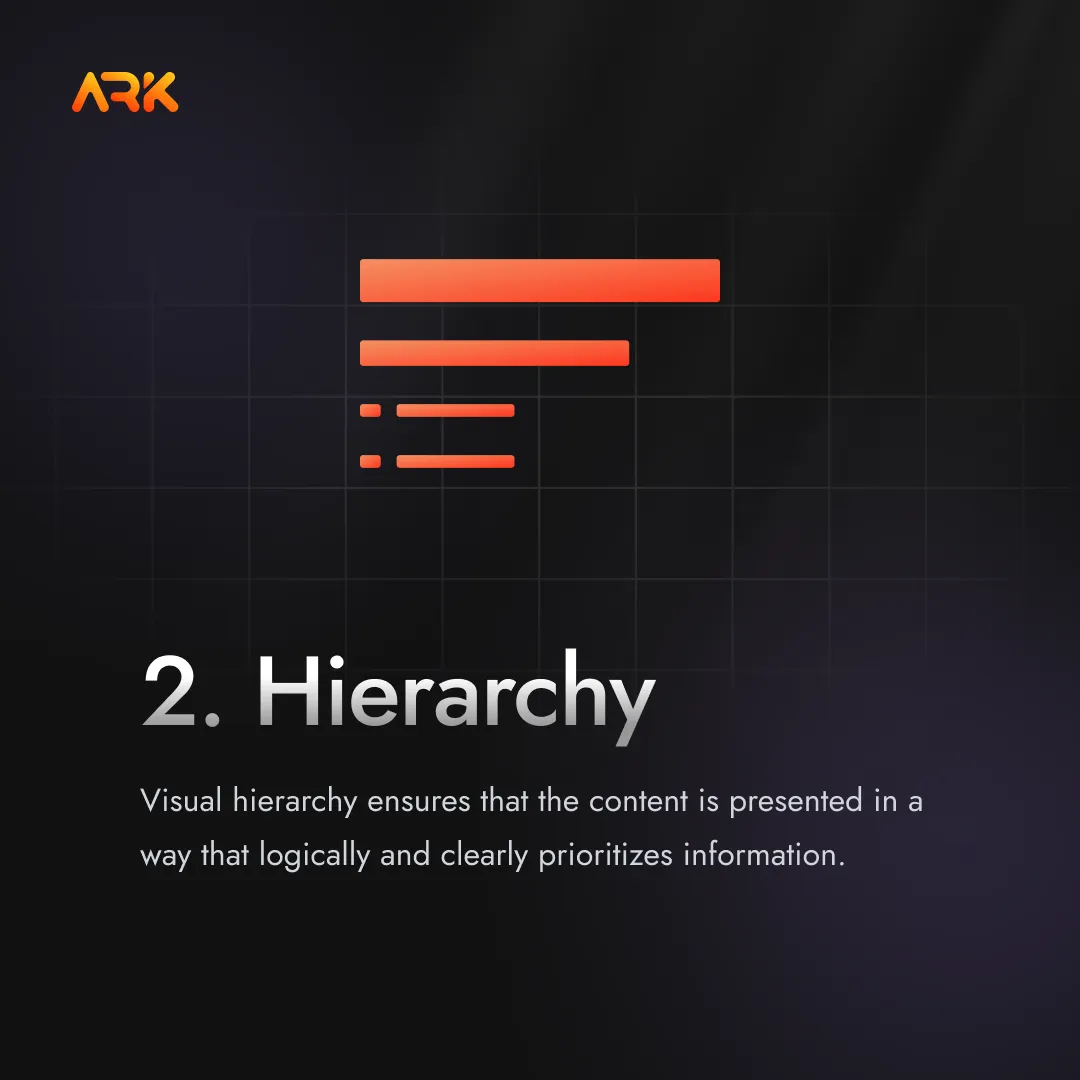 ARK
2. Hierarchy
Visual hierarchy ensures that the content is presented in a
way that logically and clearly prioritizes information.